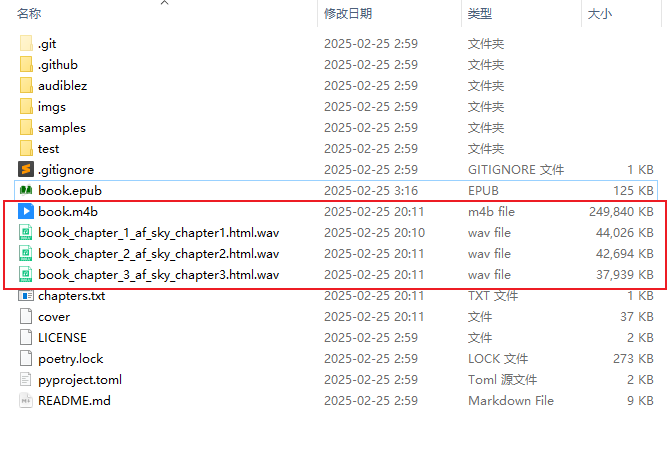 名称 修改日期 类型 大小
.git 2025-02-25 2:59 文件夹
.github 2025-02-25 2:59 文件夹
audiblez 2025-02-25 2:59 文件夹
imgs 2025-02-25 2:59 文件夹
samples 2025-02-25 2:59 文件夹
test 2025-02-25 2:59 文件夹
.gitignore 2025-02-25 2:59 GITIGNORE 文件 1 KB
book.epub 2025-02-25 3:16 EPUB 125 KB
book.m4b 2025-02-25 20:11 m4b file 249,840 KB
book_chapter_1_af_sky_chapter1.html.wav 2025-02-25 20:10 wav file 44,026 KB
book_chapter_2_af_sky_chapter2.html.wav 2025-02-25 20:11 wav file 42,694 KB
book_chapter_3_af_sky_chapter3.html.wav 2025-02-25 20:11 wav file 37,939 KB
chapters.txt 2025-02-25 20:11 TXT 文件 1 KB
cover 2025-02-25 20:11 文件 37 KB
LICENSE 2025-02-25 2:59 文件 2 KB
poetry.lock 2025-02-25 2:59 LOCK 文件 273 KB
pyproject.toml 2025-02-25 2:59 Toml 源文件 2 KB
README.md 2025-02-25 2:59 Markdown File 9 KB